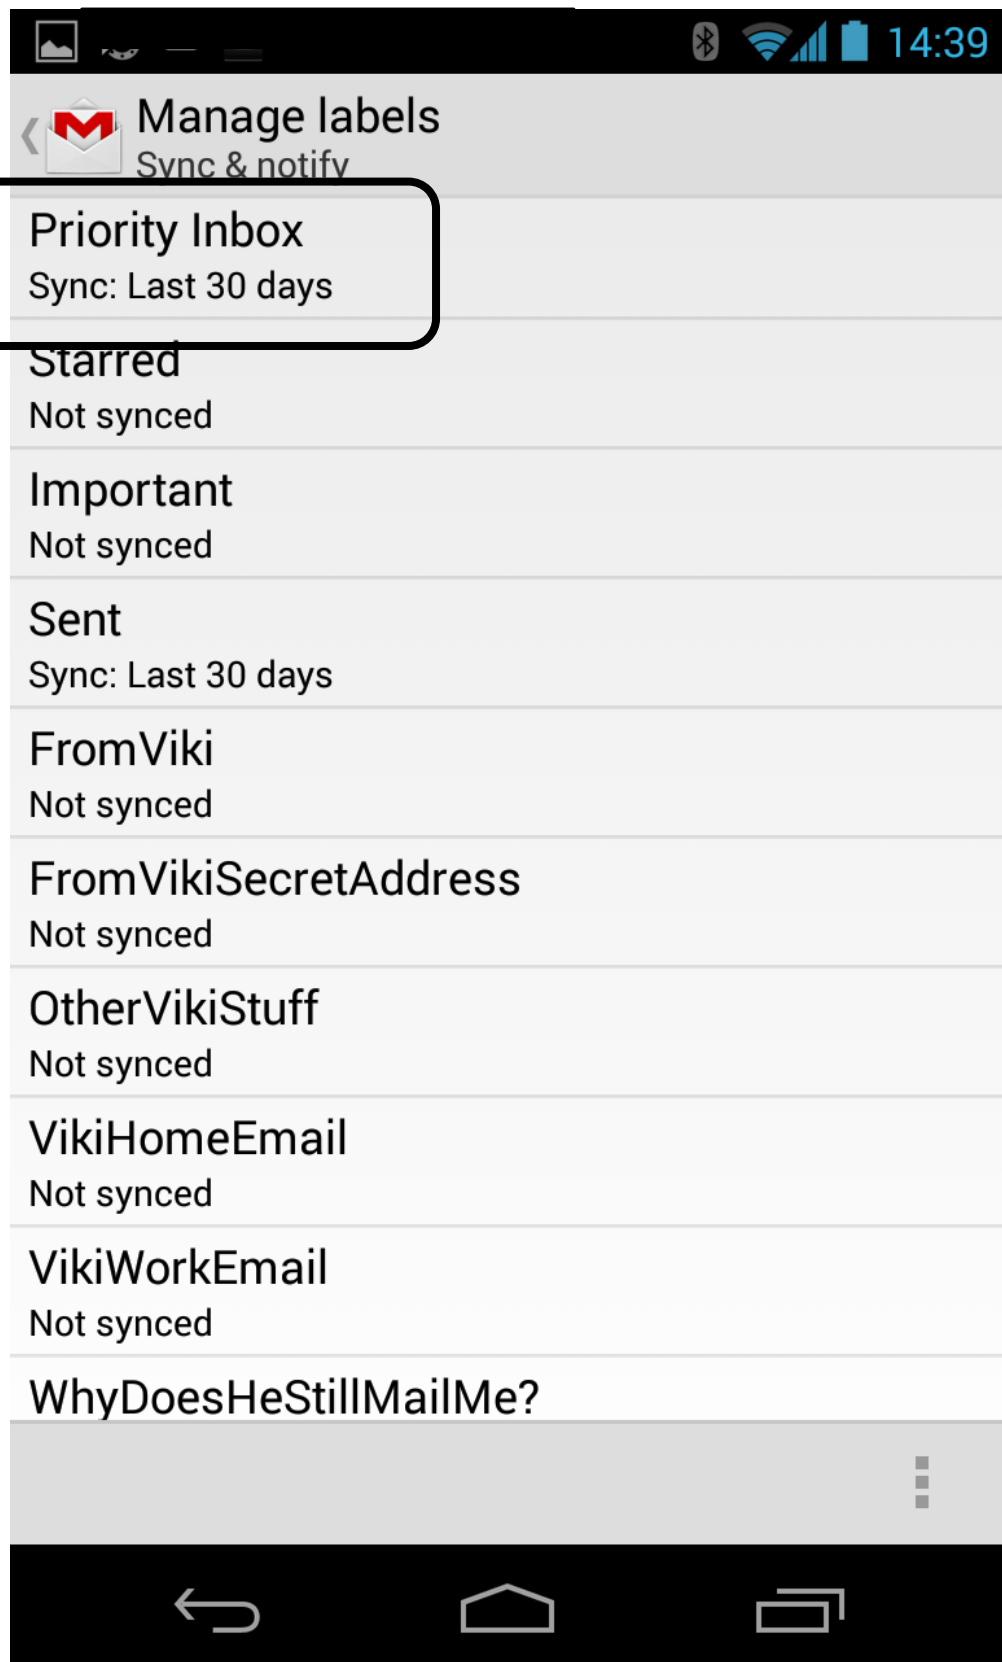 14:39
Manage labels
Sync & notify
Priority Inbox
Sync: Last 30 days
Starred
Not synced
Important
Not synced
Sent
Sync: Last 30 days
FromViki
Not synced
FromVikiSecretAddress
Not synced
OtherVikiStuff
Not synced
VikiHomeEmail
Not synced
VikiWorkEmail
Not synced
WhyDoesHeStillMailMe?